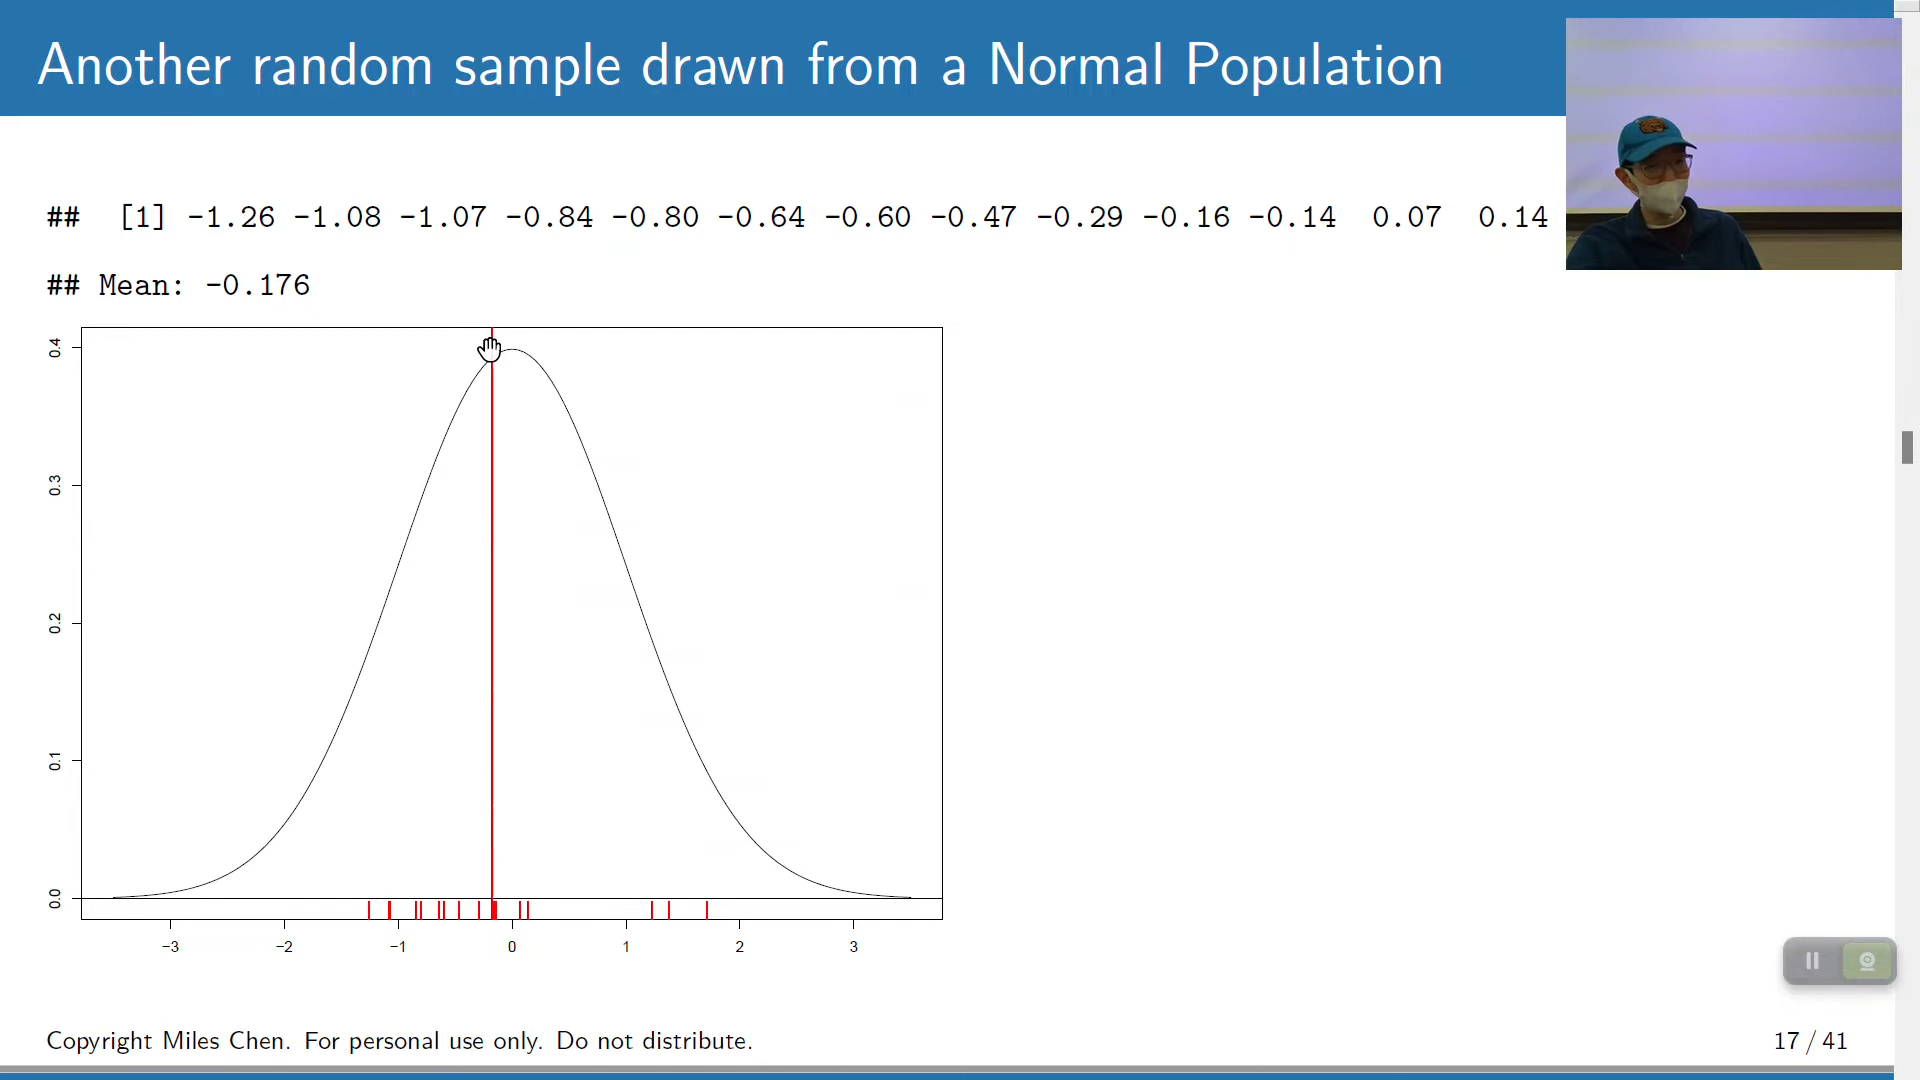 Another random sample drawn from a Normal Population
##  [1] -1.26 -1.08 -1.07 -0.84 -0.80 -0.64 -0.60 -0.47 -0.29 -0.16 -0.14  0.07  0.14
## Mean: -0.176
0.4
0.3
0.2
0.1
0.0
−3 −2 −1 0 1 2 3
Copyright Miles Chen. For personal use only. Do not distribute.
17 / 41